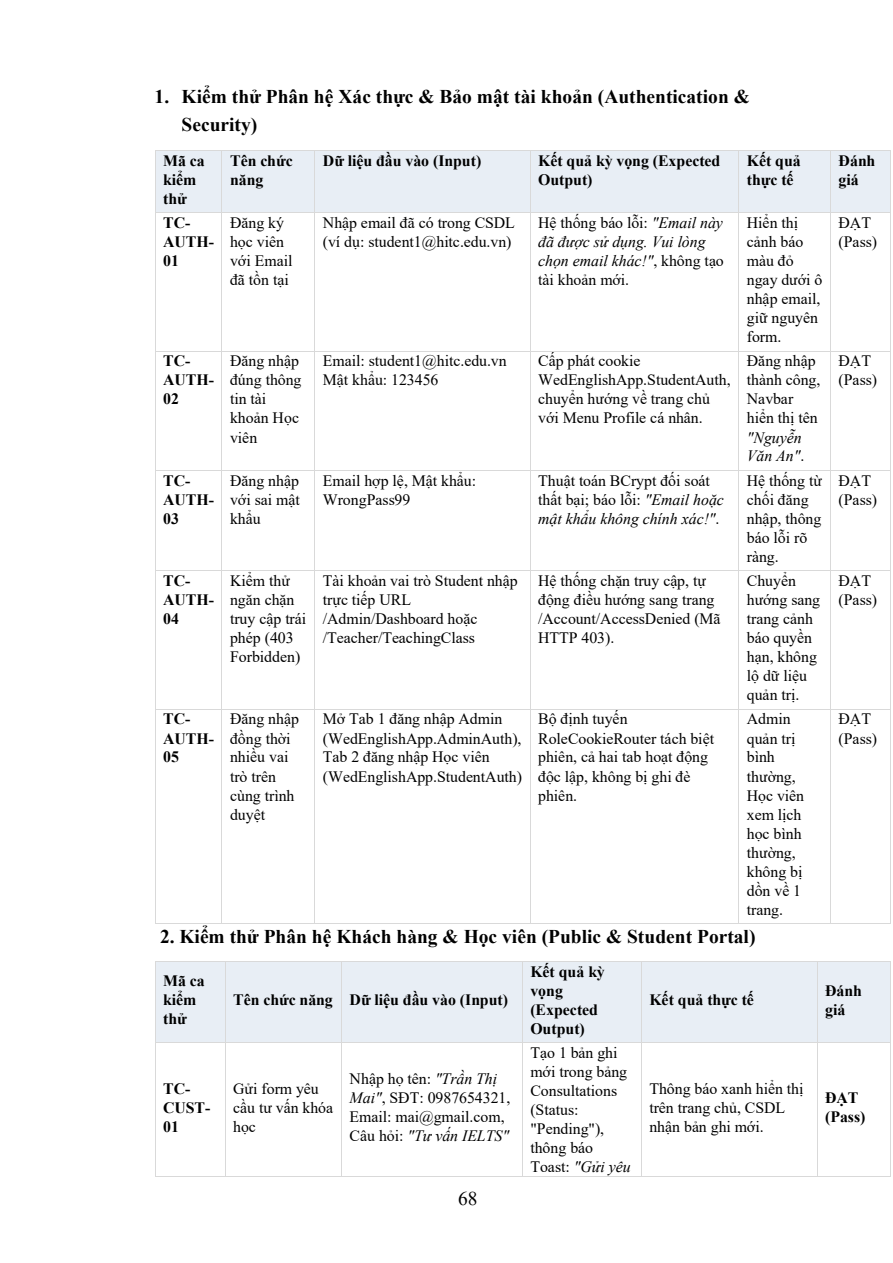 1. Kiểm thử Phân hệ Xác thực & Bảo mật tài khoản (Authentication &
Security)
Mã ca
kiểm
thử
Tên chức
năng
Dữ liệu đầu vào (Input)
Kết quả kỳ vọng (Expected
Output)
Kết quả
thực tế
Đánh
giá
TC-
AUTH-
01
Đăng ký
học viên
với Email
đã tồn tại
Nhập email đã có trong CSDL
(ví dụ: student1@hitc.edu.vn)
Hệ thống báo lỗi: "Email này
đã được sử dụng. Vui lòng
chọn email khác!", không tạo
tài khoản mới.
Hiển thị
cảnh báo
màu đỏ
ngay dưới ô
nhập email,
giữ nguyên
form.
ĐẠT
(Pass)
TC-
AUTH-
02
Đăng nhập
đúng thông
tin tài
khoản Học
viên
Email: student1@hitc.edu.vn
Mật khẩu: 123456
Cấp phát cookie
WedEnglishApp.StudentAuth,
chuyển hướng về trang chủ
với Menu Profile cá nhân.
Đăng nhập
thành công,
Navbar
hiển thị tên
"Nguyễn
Văn An".
ĐẠT
(Pass)
TC-
AUTH-
03
Đăng nhập
với sai mật
khẩu
Email hợp lệ, Mật khẩu:
WrongPass99
Thuật toán BCrypt đối soát
thất bại; báo lỗi: "Email hoặc
mật khẩu không chính xác!".
Hệ thống từ
chối đăng
nhập, thông
báo lỗi rõ
ràng.
ĐẠT
(Pass)
TC-
AUTH-
04
Kiểm thử
ngăn chặn
truy cập trái
phép (403
Forbidden)
Tài khoản vai trò Student nhập
trực tiếp URL
/Admin/Dashboard hoặc
/Teacher/TeachingClass
Hệ thống chặn truy cập, tự
động điều hướng sang trang
/Account/AccessDenied (Mã
HTTP 403).
Chuyển
hướng sang
trang cảnh
báo quyền
hạn, không
lộ dữ liệu
quản trị.
ĐẠT
(Pass)
TC-
AUTH-
05
Đăng nhập
đồng thời
nhiều vai
trò trên
cùng trình
duyệt
Mở Tab 1 đăng nhập Admin
(WedEnglishApp.AdminAuth),
Tab 2 đăng nhập Học viên
(WedEnglishApp.StudentAuth)
Bộ định tuyến
RoleCookieRouter tách biệt
phiên, cả hai tab hoạt động
độc lập, không bị ghi đè
phiên.
Admin
quản trị
bình
thường,
Học viên
xem lịch
học bình
thường,
không bị
dồn về 1
trang.
ĐẠT
(Pass)
2. Kiểm thử Phân hệ Khách hàng & Học viên (Public & Student Portal)
Mã ca
kiểm
thử
Tên chức năng
Dữ liệu đầu vào (Input)
Kết quả kỳ
vọng
(Expected
Output)
Kết quả thực tế
Đánh
giá
TC-
CUST-
01
Gửi form yêu
cầu tư vấn khóa
học
Nhập họ tên: "Trần Thị
Mai", SĐT: 0987654321,
Email: mai@gmail.com,
Câu hỏi: "Tư vấn IELTS"
Tạo 1 bản ghi
mới trong bảng
Consultations
(Status:
"Pending"),
thông báo
Toast: "Gửi yêu
Thông báo xanh hiển thị
trên trang chủ, CSDL
nhận bản ghi mới.
ĐẠT
(Pass)
68